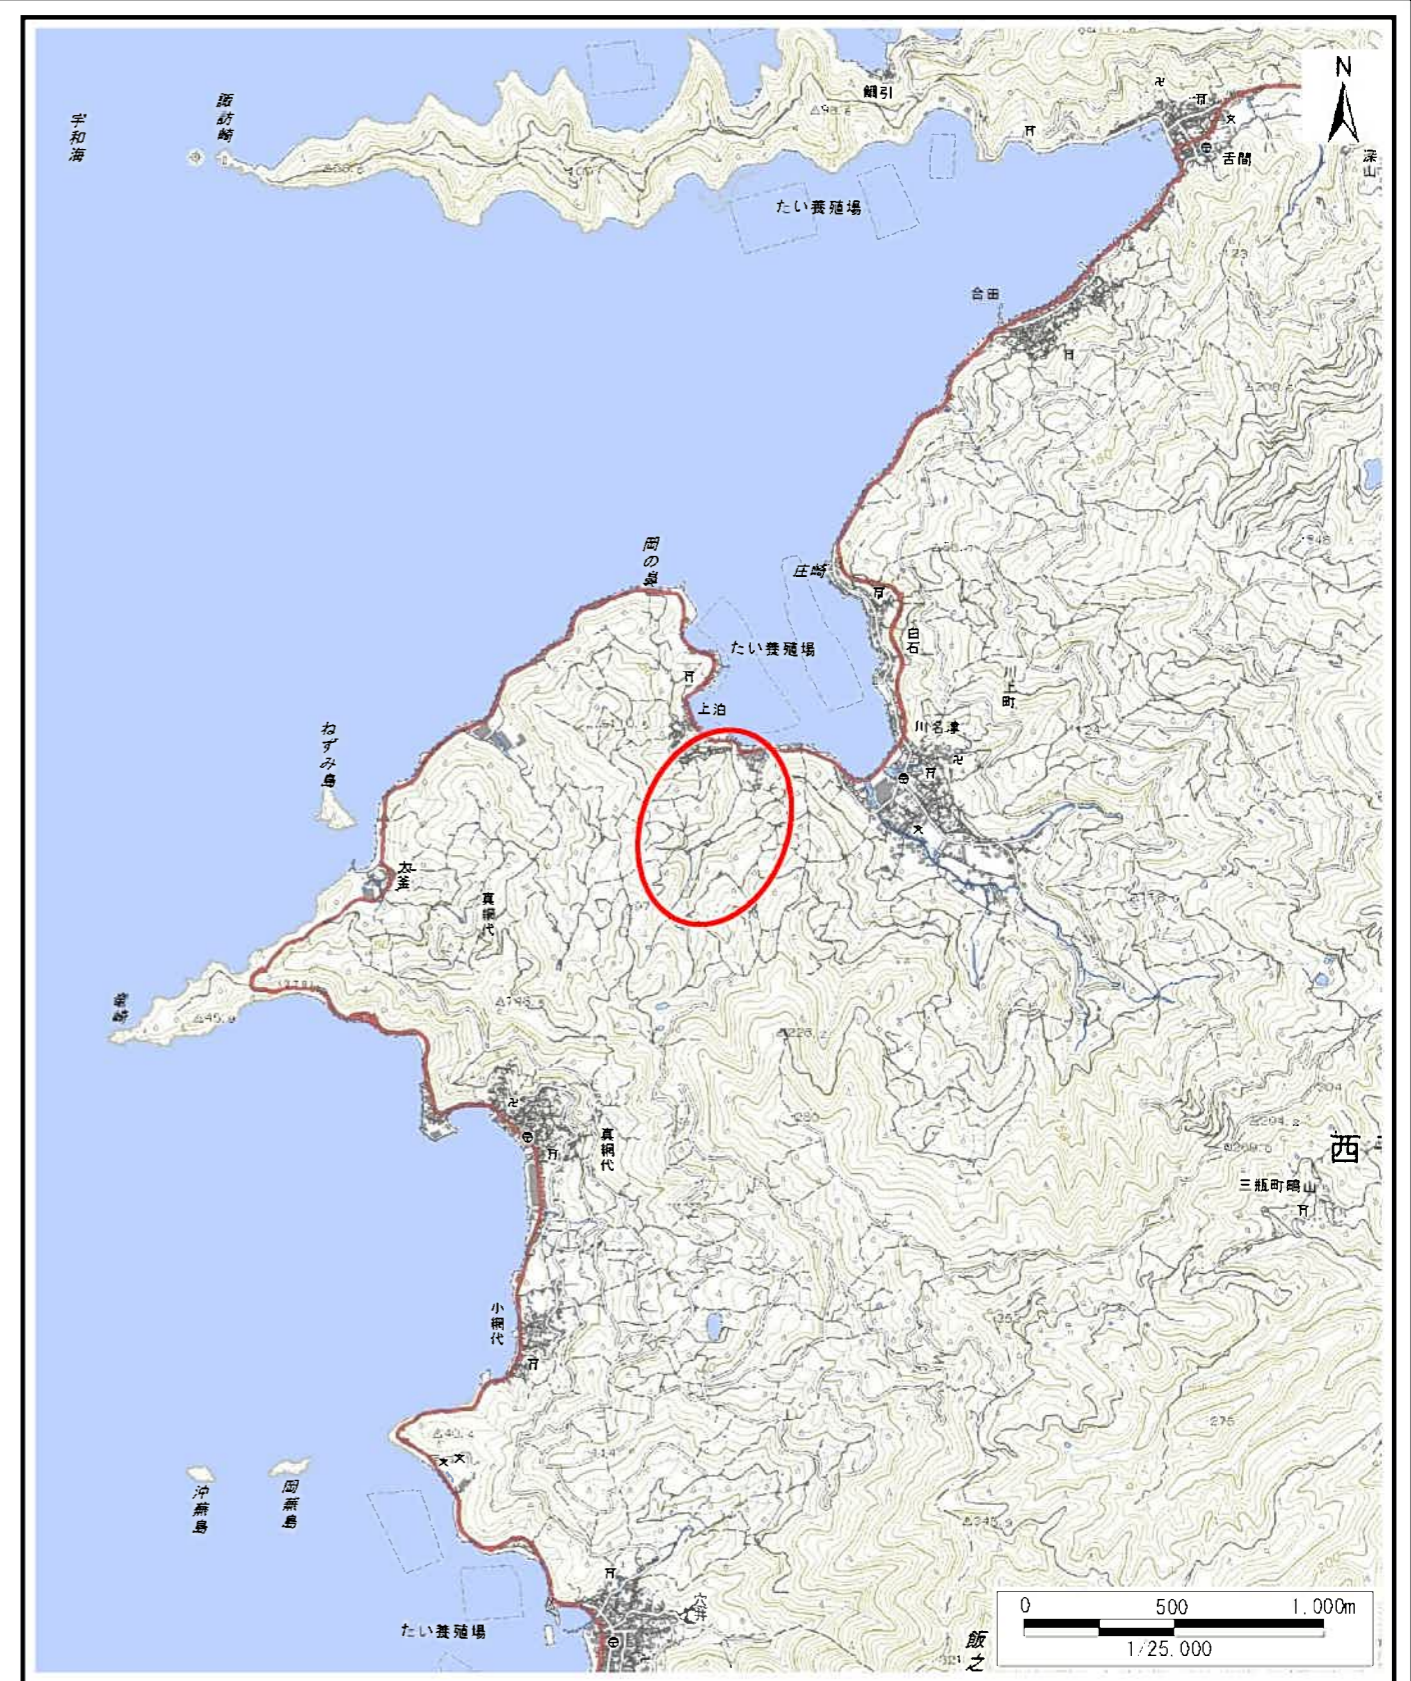 N
鯛引
諏訪崎
宇和海
舌間
深山
たい養殖場
合田
岡の鼻
庄崎
たい養殖場
白石
川上町
上泊
川名津
ねずみ島
大釜
真網代
真網代
西
三瓶町鴫山
小網代
沖蕪島
岡蕪島
穴井
たい養殖場
飯之
0 500 1,000m
1/25,000